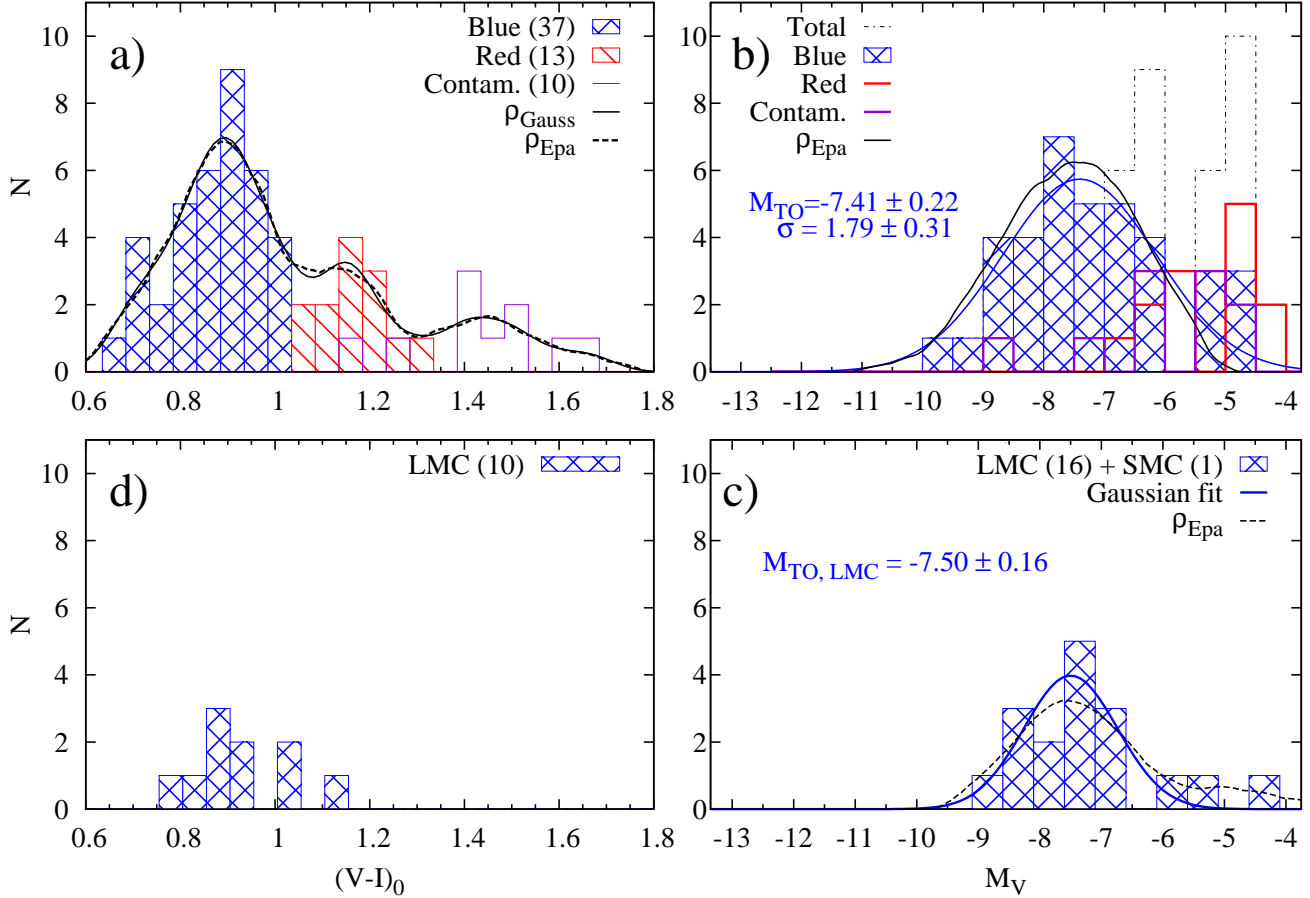 a)
Blue (37)
Red (13)
Contam. (10)
ρGauss
ρEpa
N
10
8
6
4
2
0
0.6 0.8 1 1.2 1.4 1.6 1.8
b)
Total
Blue
Red
Contam.
ρEpa
MTO=-7.41 ± 0.22
σ = 1.79 ± 0.31
10
8
6
4
2
0
-13 -12 -11 -10 -9 -8 -7 -6 -5 -4
d)
LMC (10)
N
10
8
6
4
2
0
0.6 0.8 1 1.2 1.4 1.6 1.8
(V-I)0
c)
LMC (16) + SMC (1)
Gaussian fit
ρEpa
MTO, LMC = -7.50 ± 0.16
10
8
6
4
2
0
-13 -12 -11 -10 -9 -8 -7 -6 -5 -4
MV